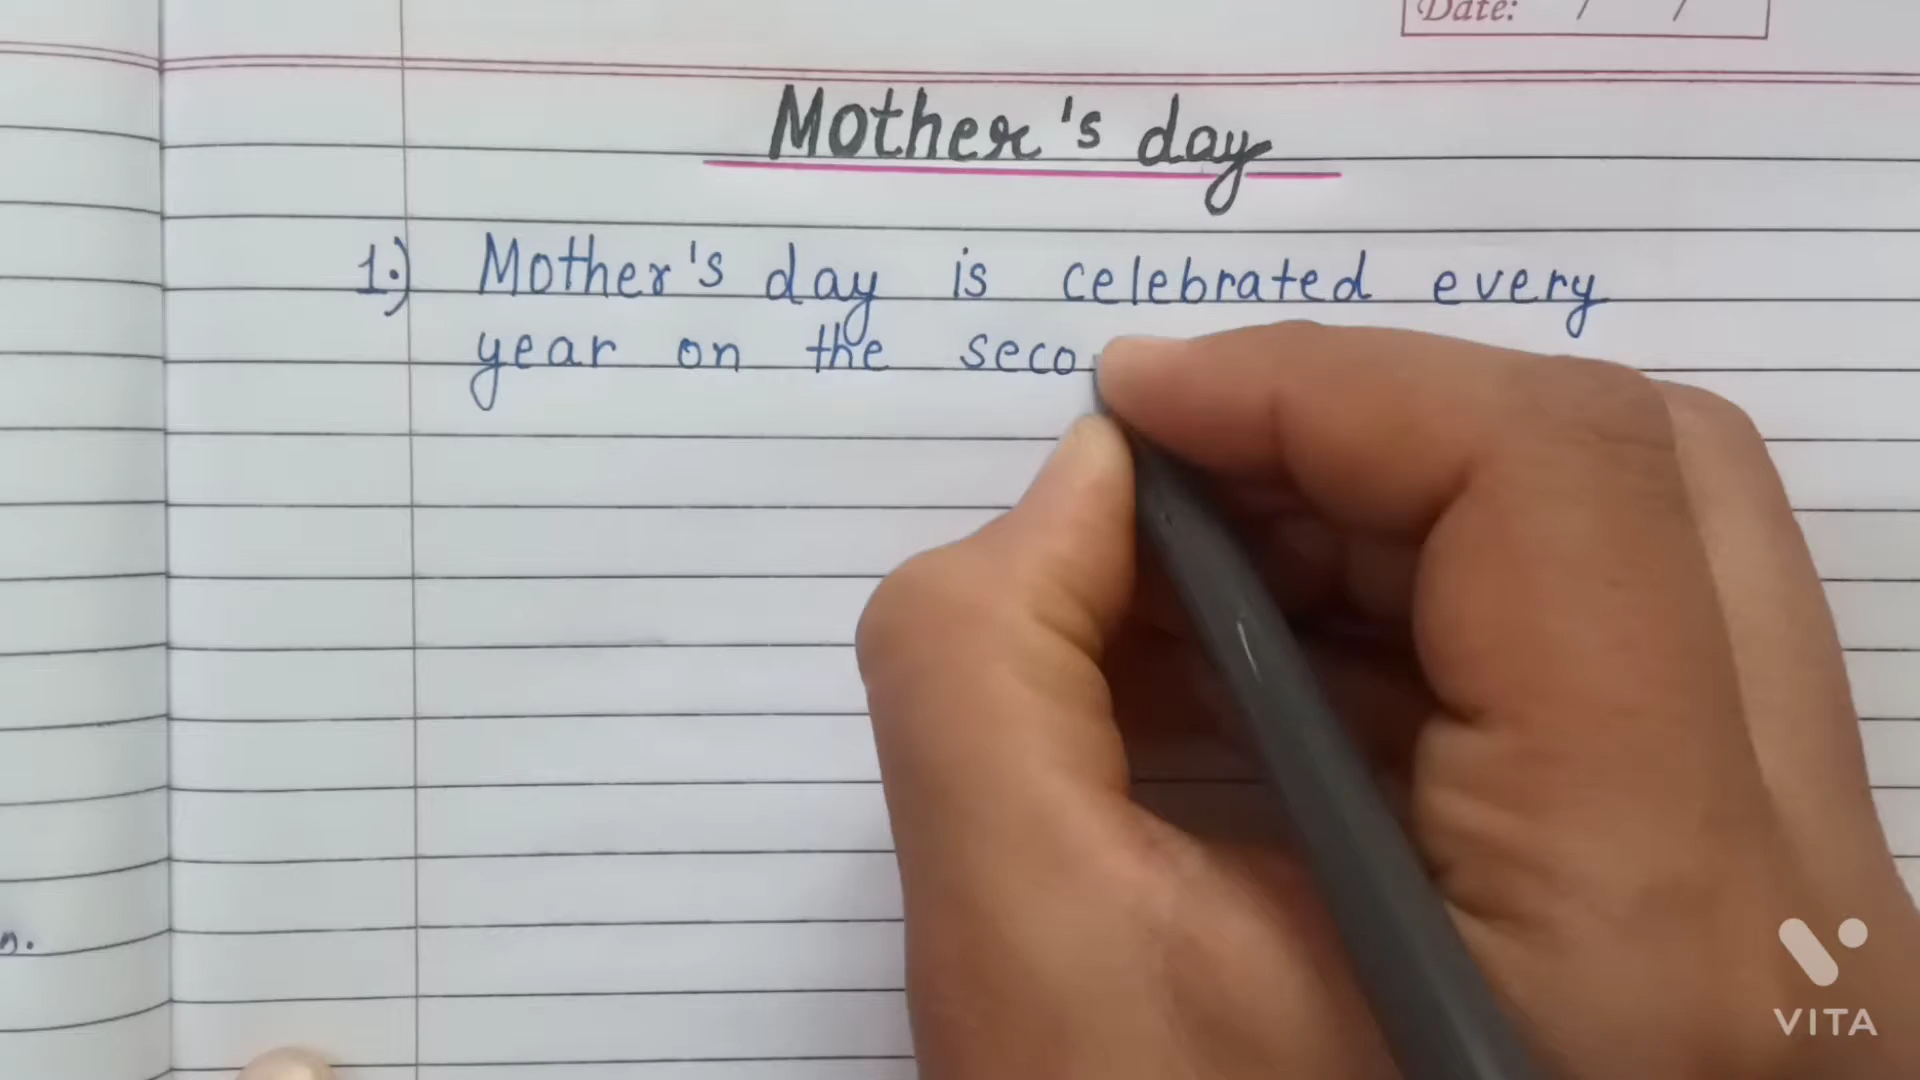 Date: / /
Mother's day
1.) Mother's day is celebrated every
year on the seco
n.
VITA